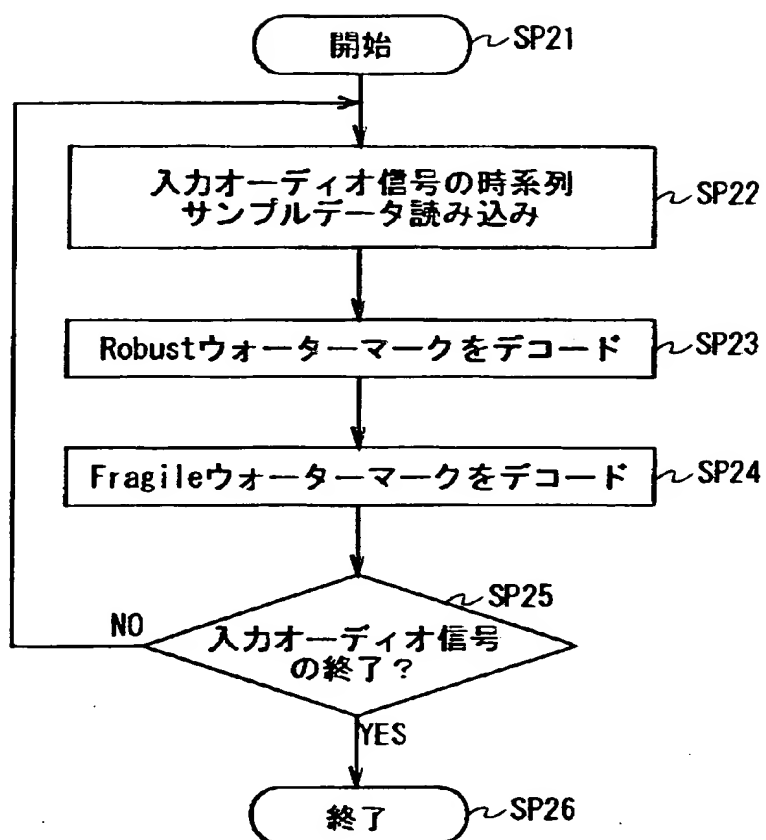 開始
SP21
入力オーディオ信号の時系列
サンプルデータ読み込み
SP22
Robustウォーターマークをデコード
SP23
Fragileウォーターマークをデコード
SP24
SP25
NO
入力オーディオ信号
の終了?
YES
終了
SP26